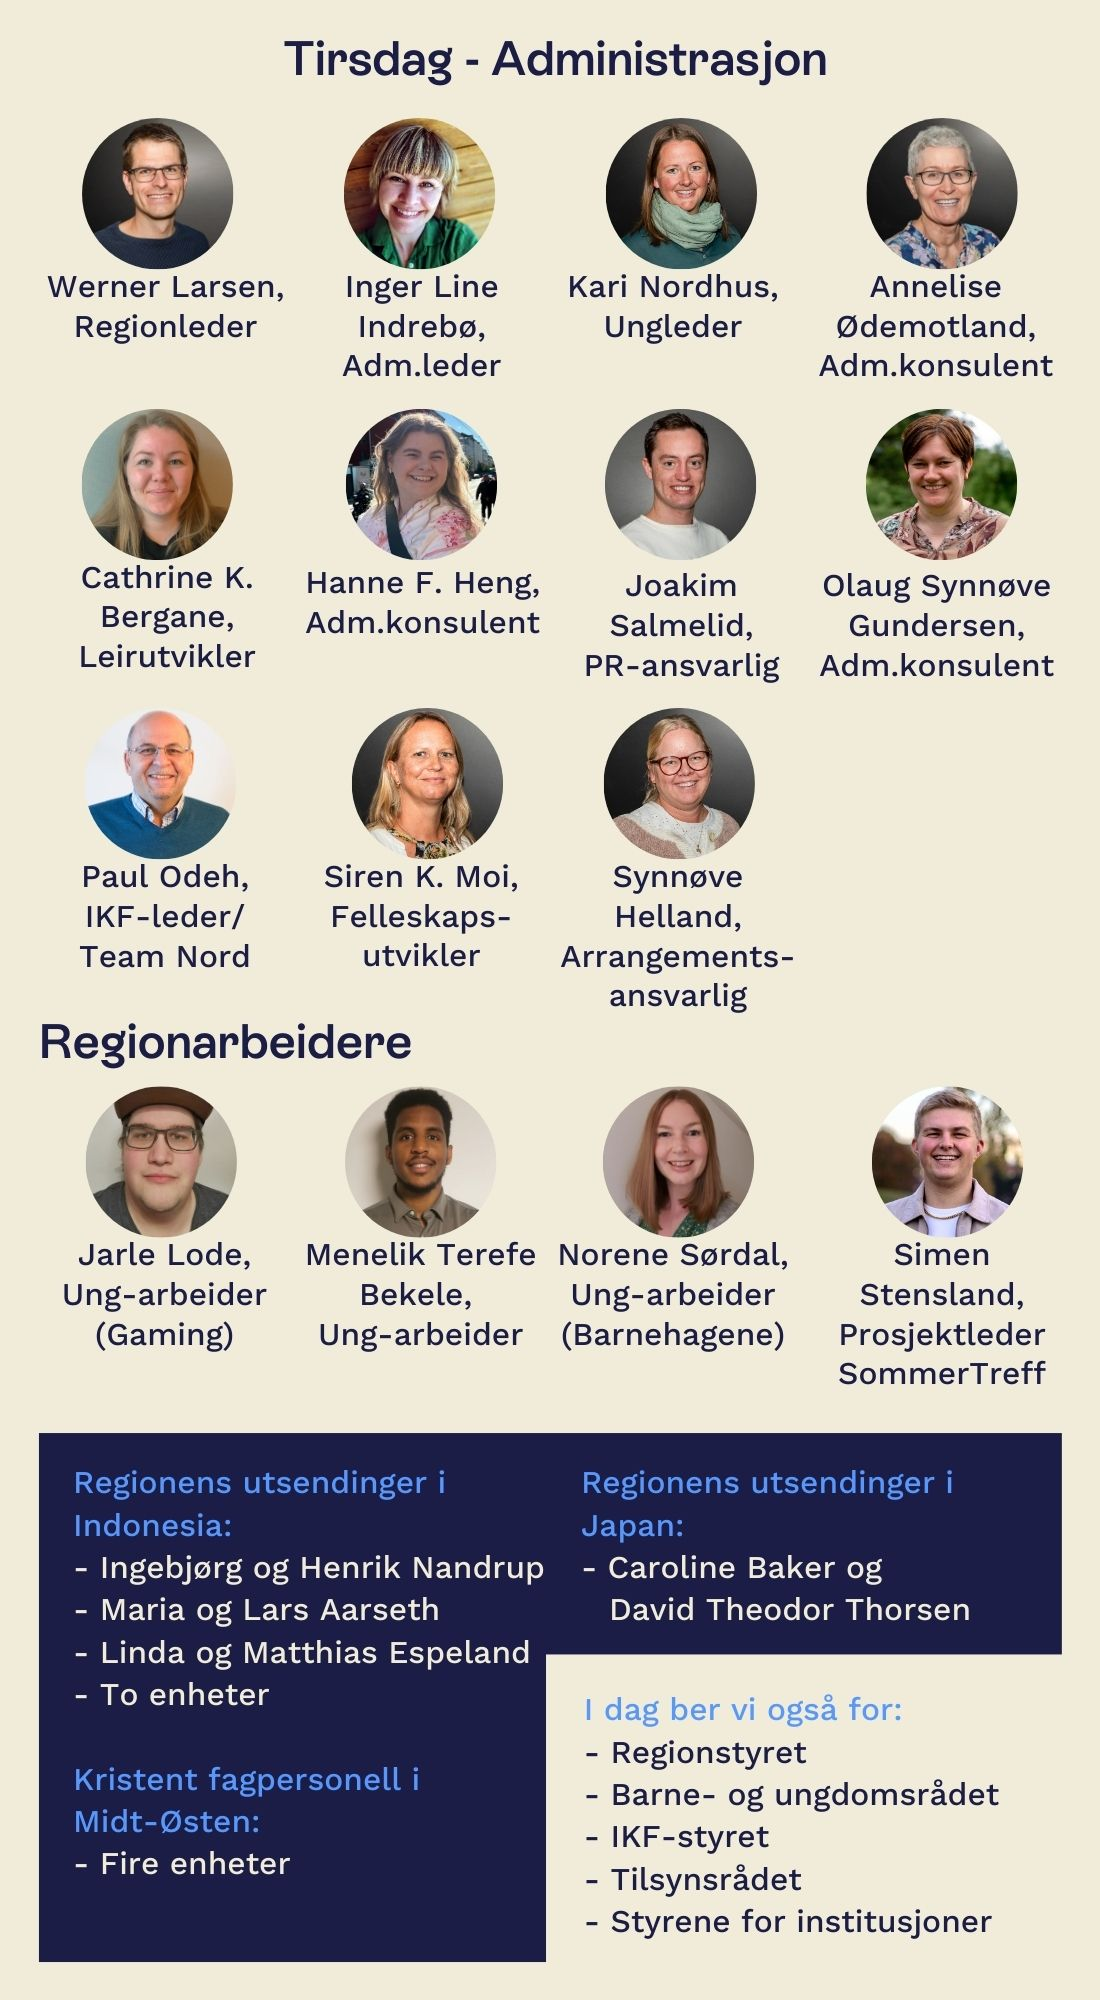 Tirsdag - Administrasjon
Werner Larsen,
Regionleder
Inger Line
Indrebø,
Adm.leder
Kari Nordhus,
Ungleder
Annelise
Ødemotland,
Adm.konsulent
Cathrine K.
Bergane,
Leirutvikler
Hanne F. Heng,
Adm.konsulent
Joakim
Salmelid,
PR-ansvarlig
Olaug Synnøve
Gundersen,
Adm.konsulent
Paul Odeh,
IKF-leder/
Team Nord
Siren K. Moi,
Felleskaps-
utvikler
Synnøve
Helland,
Arrangements-
ansvarlig
Regionarbeidere
Jarle Lode,
Ung-arbeider
(Gaming)
Menelik Terefe
Bekele,
Ung-arbeider
Norene Sørdal,
Ung-arbeider
(Barnehagene)
Simen
Stensland,
Prosjektleder
SommerTreff
Regionens utsendinger i
Indonesia:
- Ingebjørg og Henrik Nandrup
- Maria og Lars Aarseth
- Linda og Matthias Espeland
- To enheter
Kristent fagpersonell i
Midt-Østen:
- Fire enheter
Regionens utsendinger i
Japan:
- Caroline Baker og
David Theodor Thorsen
I dag ber vi også for:
- Regionstyret
- Barne- og ungdomsrådet
- IKF-styret
- Tilsynsrådet
- Styrene for institusjoner